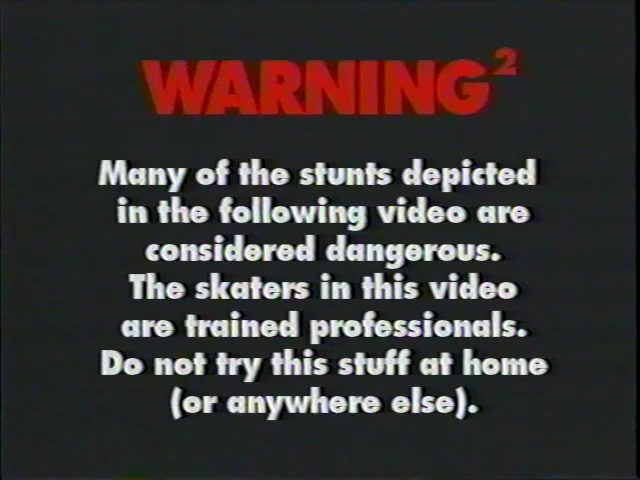 WARNING²
Many of the stunts depicted
in the following video are
considered dangerous.
The skaters in this video
are trained professionals.
Do not try this stuff at home
(or anywhere else).